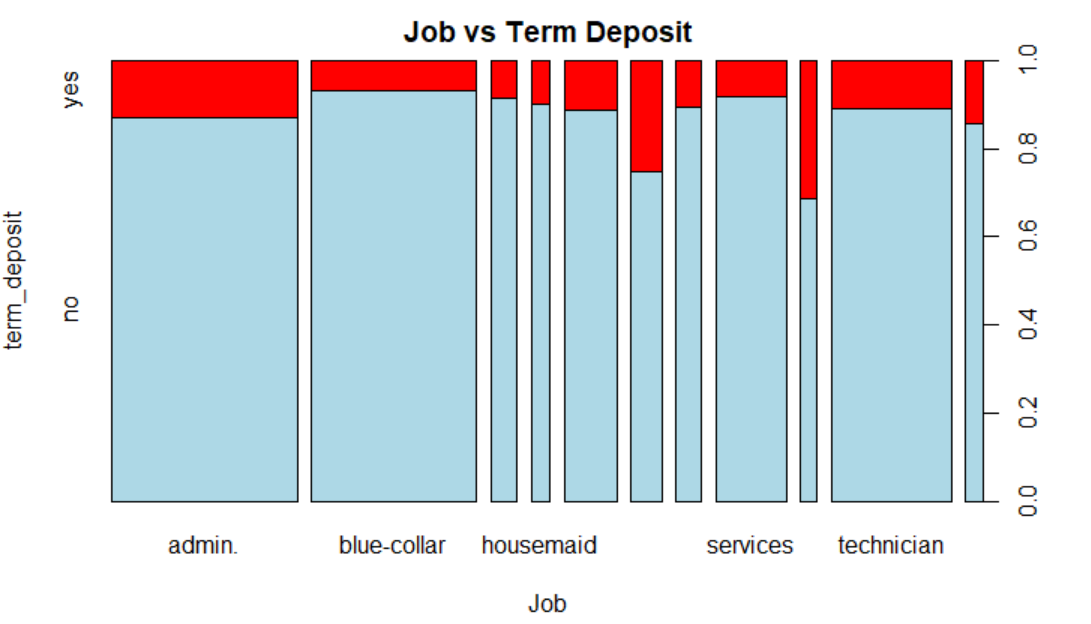 Job vs Term Deposit
yes
no
term_deposit
1.0
0.8
0.6
0.4
0.2
0.0
admin.
blue-collar
housemaid
services
technician
Job